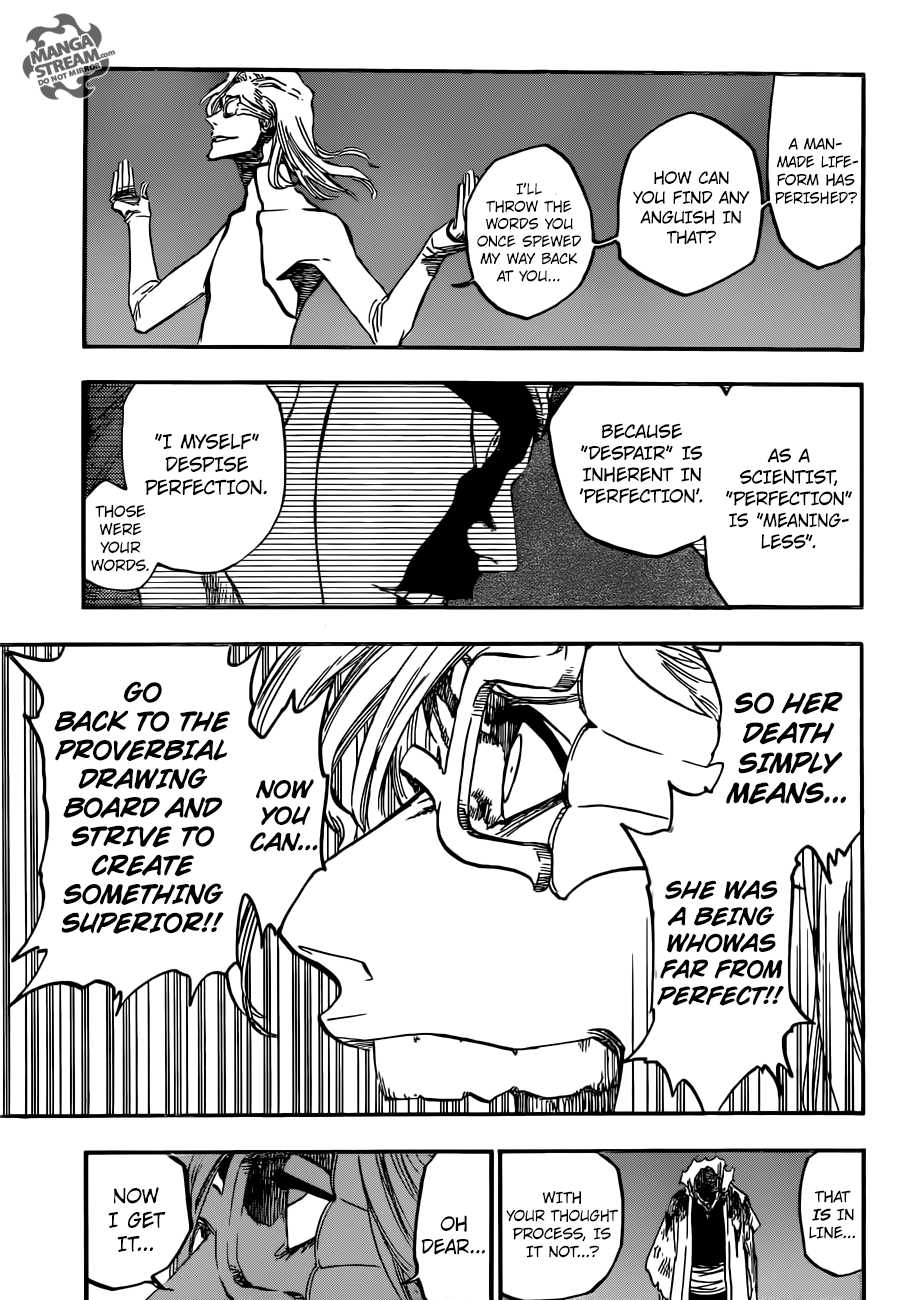 MANGA
STREAM.com
DO NOT MIRROR
A MAN-
MADE LIFE-
FORM HAS
PERISHED?
HOW CAN
YOU FIND ANY
ANGUISH IN
THAT?
I'LL
THROW THE
WORDS YOU
ONCE SPEWED
MY WAY BACK
AT YOU...
AS A
SCIENTIST,
"PERFECTION"
IS "MEANING-
LESS".
BECAUSE
"DESPAIR" IS
INHERENT IN
'PERFECTION'.
"I MYSELF"
DESPISE
PERFECTION.
THOSE
WERE
YOUR
WORDS.
SO HER
DEATH
SIMPLY
MEANS...
SHE WAS
A BEING
WHOWAS
FAR FROM
PERFECT!!
NOW
YOU
CAN...
GO
BACK TO THE
PROVERBIAL
DRAWING
BOARD AND
STRIVE TO
CREATE
SOMETHING
SUPERIOR!!
THAT
IS IN
LINE...
WITH
YOUR THOUGHT
PROCESS, IS
IT NOT...?
OH
DEAR...
NOW
I GET
IT...